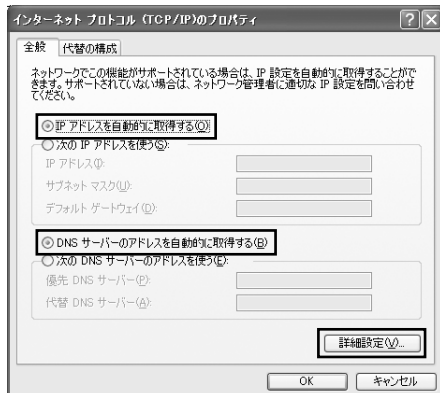 インターネット プロトコル (TCP/IP)のプロパティ
全般
代替の構成
ネットワークでこの機能がサポートされている場合は、IP 設定を自動的に取得することがで
きます。サポートされていない場合は、ネットワーク管理者に適切な IP 設定を問い合わせ
てください。
IP アドレスを自動的に取得する(O)
次の IP アドレスを使う(S):
IP アドレス(I):
サブネット マスク(U):
デフォルト ゲートウェイ(D):
DNS サーバーのアドレスを自動的に取得する(B)
次の DNS サーバーのアドレスを使う(E):
優先 DNS サーバー(P):
代替 DNS サーバー(A):
詳細設定(V)...
OK
キャンセル